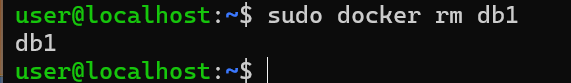 user@localhost:~$ sudo docker rm db1
db1
user@localhost:~$